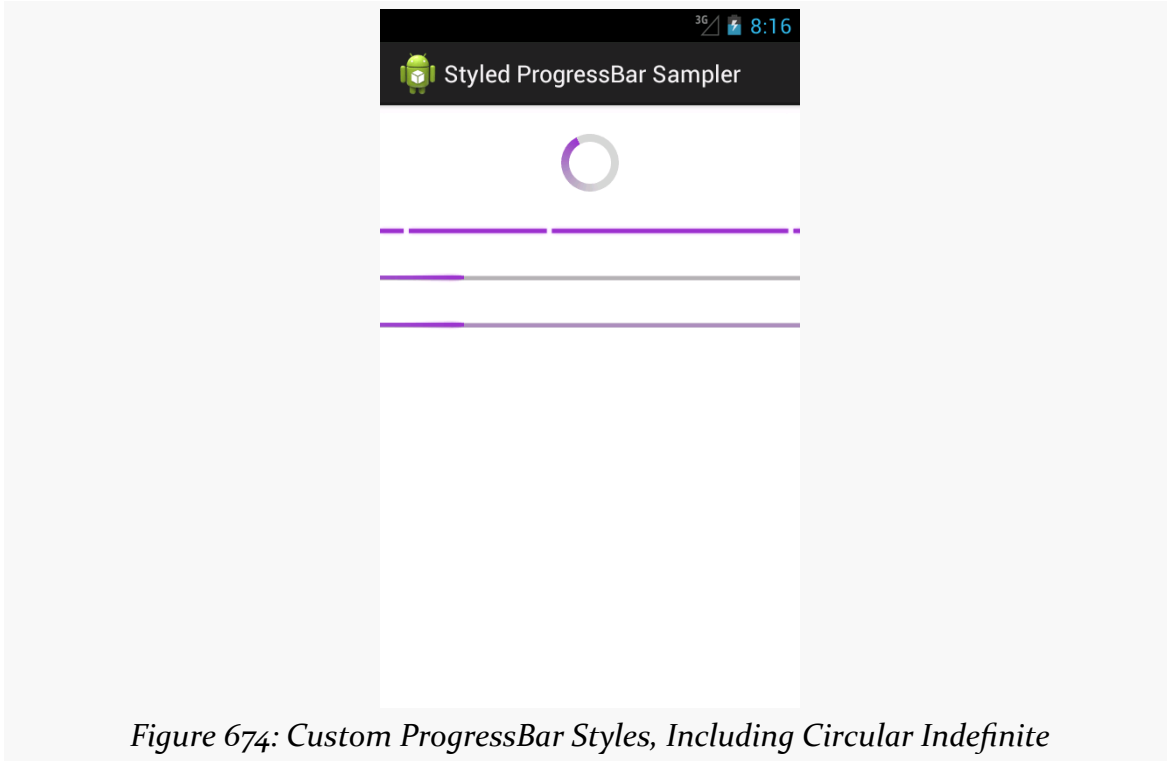 3G 8:16
Styled ProgressBar Sampler
Figure 674: Custom ProgressBar Styles, Including Circular Indefinite